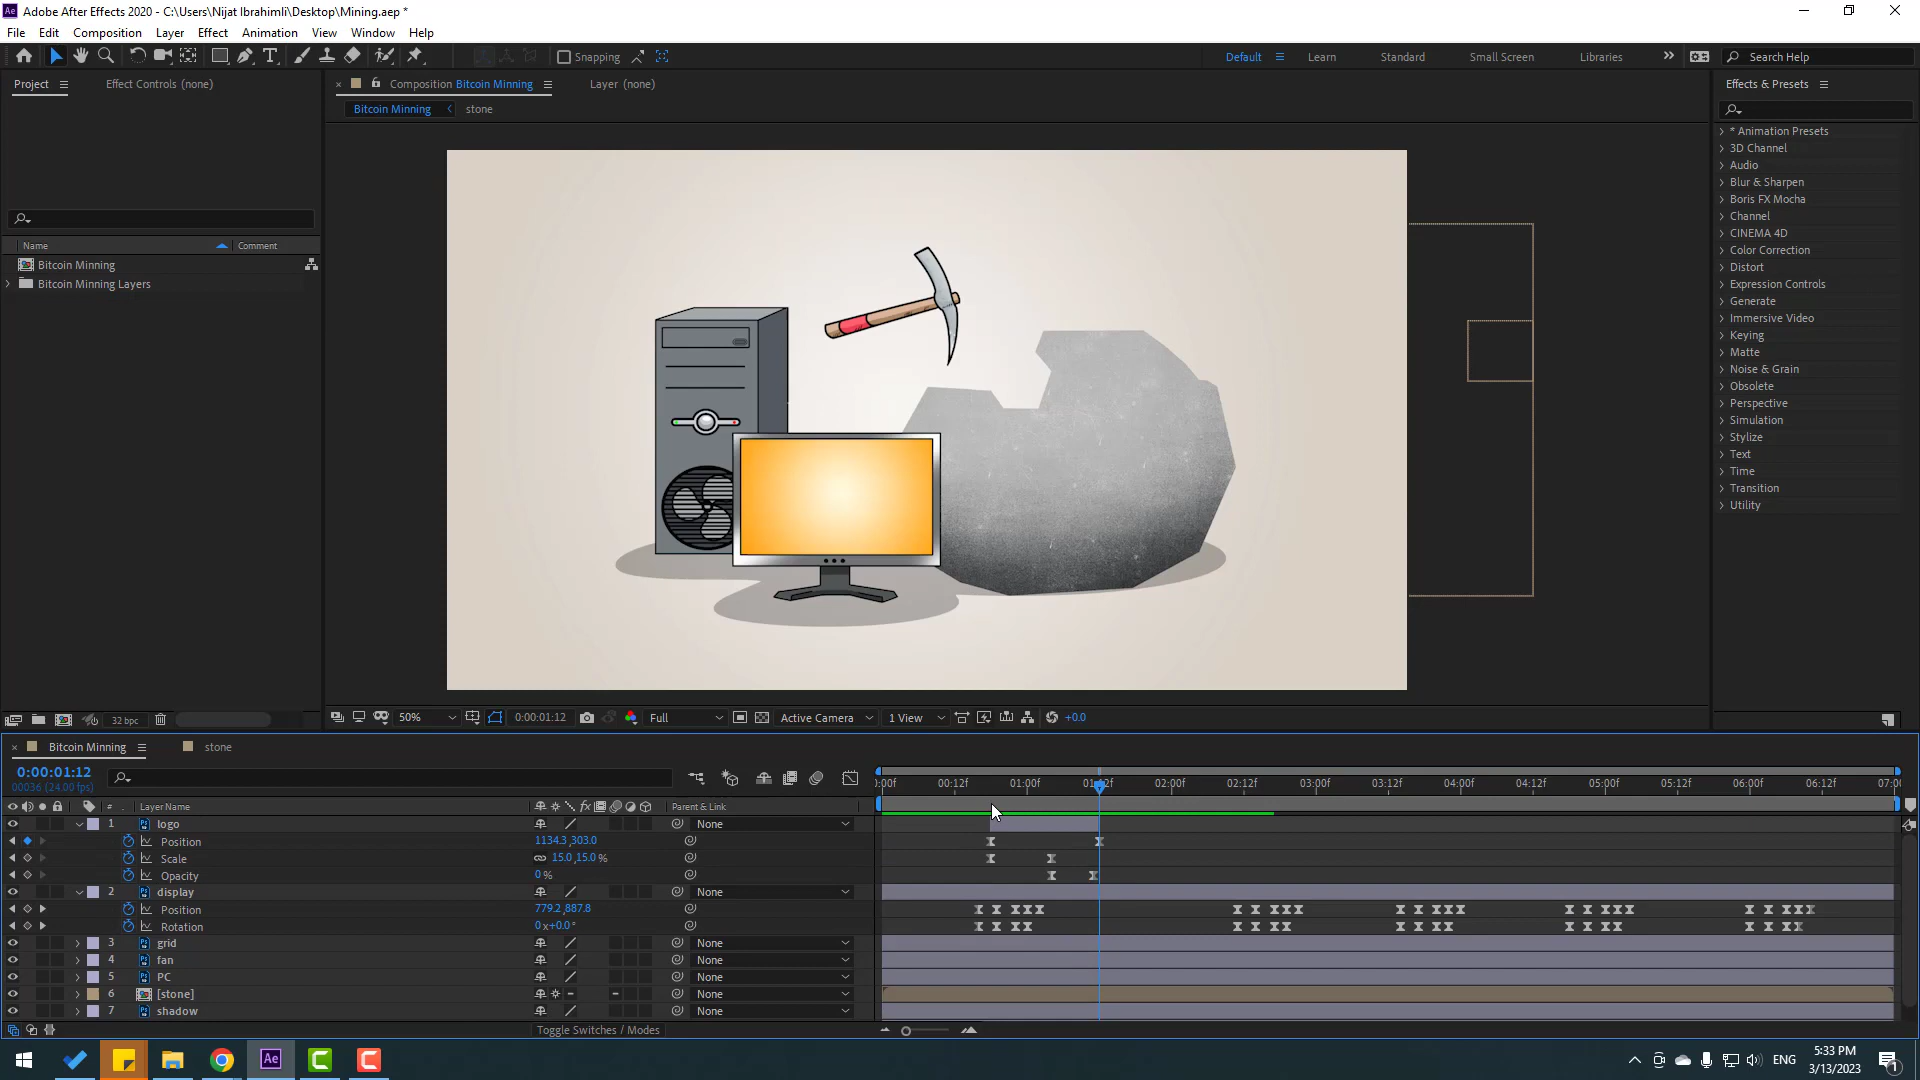 Adobe After Effects 2020 - C:\Users\Nijat Ibrahimli\Desktop\Mining.aep *
File Edit Composition Layer Effect Animation View Window Help
Snapping Default Learn Standard Small Screen Libraries Search Help
Project Effect Controls (none) Composition Bitcoin Minning Layer (none) Effects & Presets
Bitcoin Minning stone
* Animation Presets
3D Channel
Audio
Blur & Sharpen
Boris FX Mocha
Channel
CINEMA 4D
Color Correction
Distort
Expression Controls
Generate
Immersive Video
Keying
Matte
Noise & Grain
Obsolete
Perspective
Simulation
Stylize
Text
Time
Transition
Utility
Name Comment
Bitcoin Minning
Bitcoin Minning Layers
32 bpc 50% 0:00:01:12 Full Active Camera 1 View +0.0
Bitcoin Minning stone
0:00:01:12
00036 (24.00 fps)
:00f 00:12f 01:00f 01:12f 02:00f 02:12f 03:00f 03:12f 04:00f 04:12f 05:00f 05:12f 06:00f 06:12f 07:0
# Layer Name Parent & Link
1 logo None
Position 1134.3,303.0
Scale 15.0,15.0 %
Opacity 0 %
2 display None
Position 779.2,887.8
Rotation 0x+0.0°
3 grid None
4 fan None
5 PC None
6 [stone] None
7 shadow None
Toggle Switches / Modes
ENG
5:33 PM
3/13/2023
1